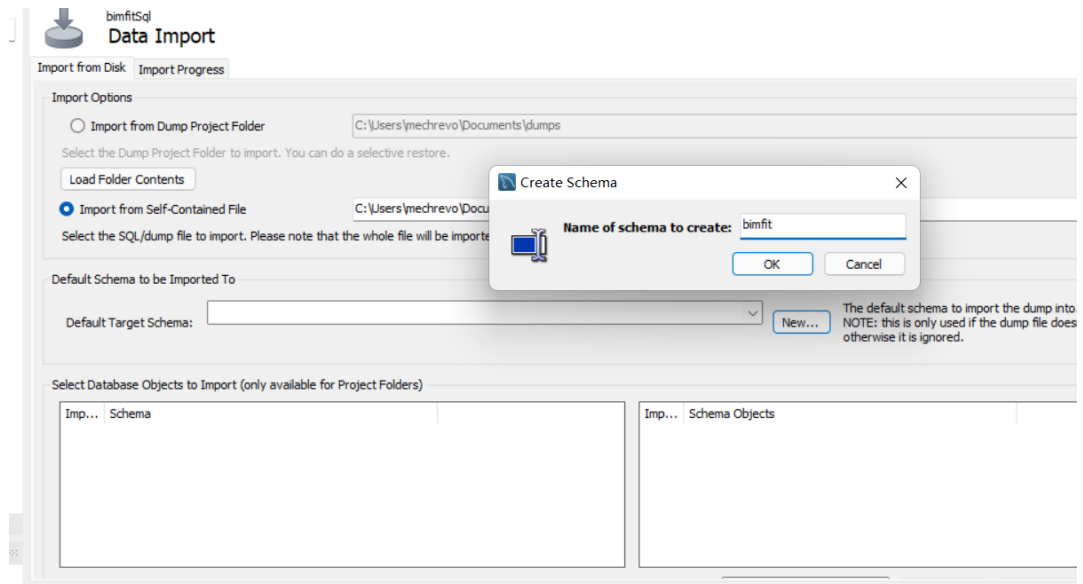 bimfitSql
Data Import
Import from Disk
Import Progress
Import Options
Import from Dump Project Folder
C:\Users\mechrevo\Documents\dumps
Select the Dump Project Folder to import. You can do a selective restore.
Load Folder Contents
Import from Self-Contained File
C:\Users\mechrevo\Docu
Select the SQL/dump file to import. Please note that the whole file will be importe
Create Schema
Name of schema to create:
bimfit
OK
Cancel
Default Schema to be Imported To
Default Target Schema:
New...
The default schema to import the dump into.
NOTE: this is only used if the dump file does
otherwise it is ignored.
Select Database Objects to Import (only available for Project Folders)
Imp... Schema
Imp... Schema Objects